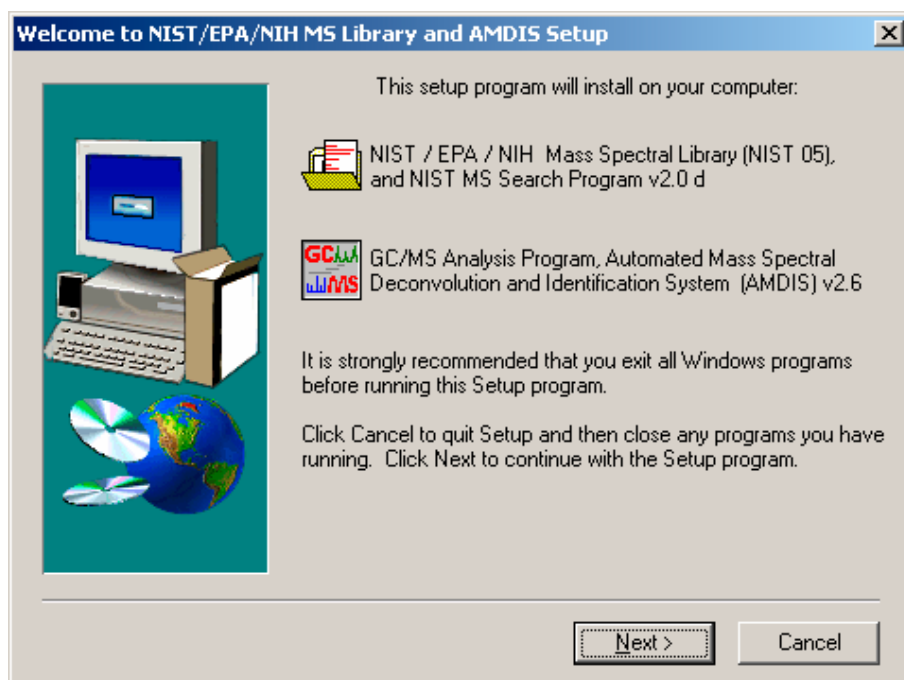 Welcome to NIST/EPA/NIH MS Library and AMDIS Setup
This setup program will install on your computer:
NIST / EPA / NIH Mass Spectral Library (NIST 05),
and NIST MS Search Program v2.0 d
GC
MS
GC/MS Analysis Program, Automated Mass Spectral
Deconvolution and Identification System (AMDIS) v2.6
It is strongly recommended that you exit all Windows programs
before running this Setup program.
Click Cancel to quit Setup and then close any programs you have
running. Click Next to continue with the Setup program.
Next >
Cancel